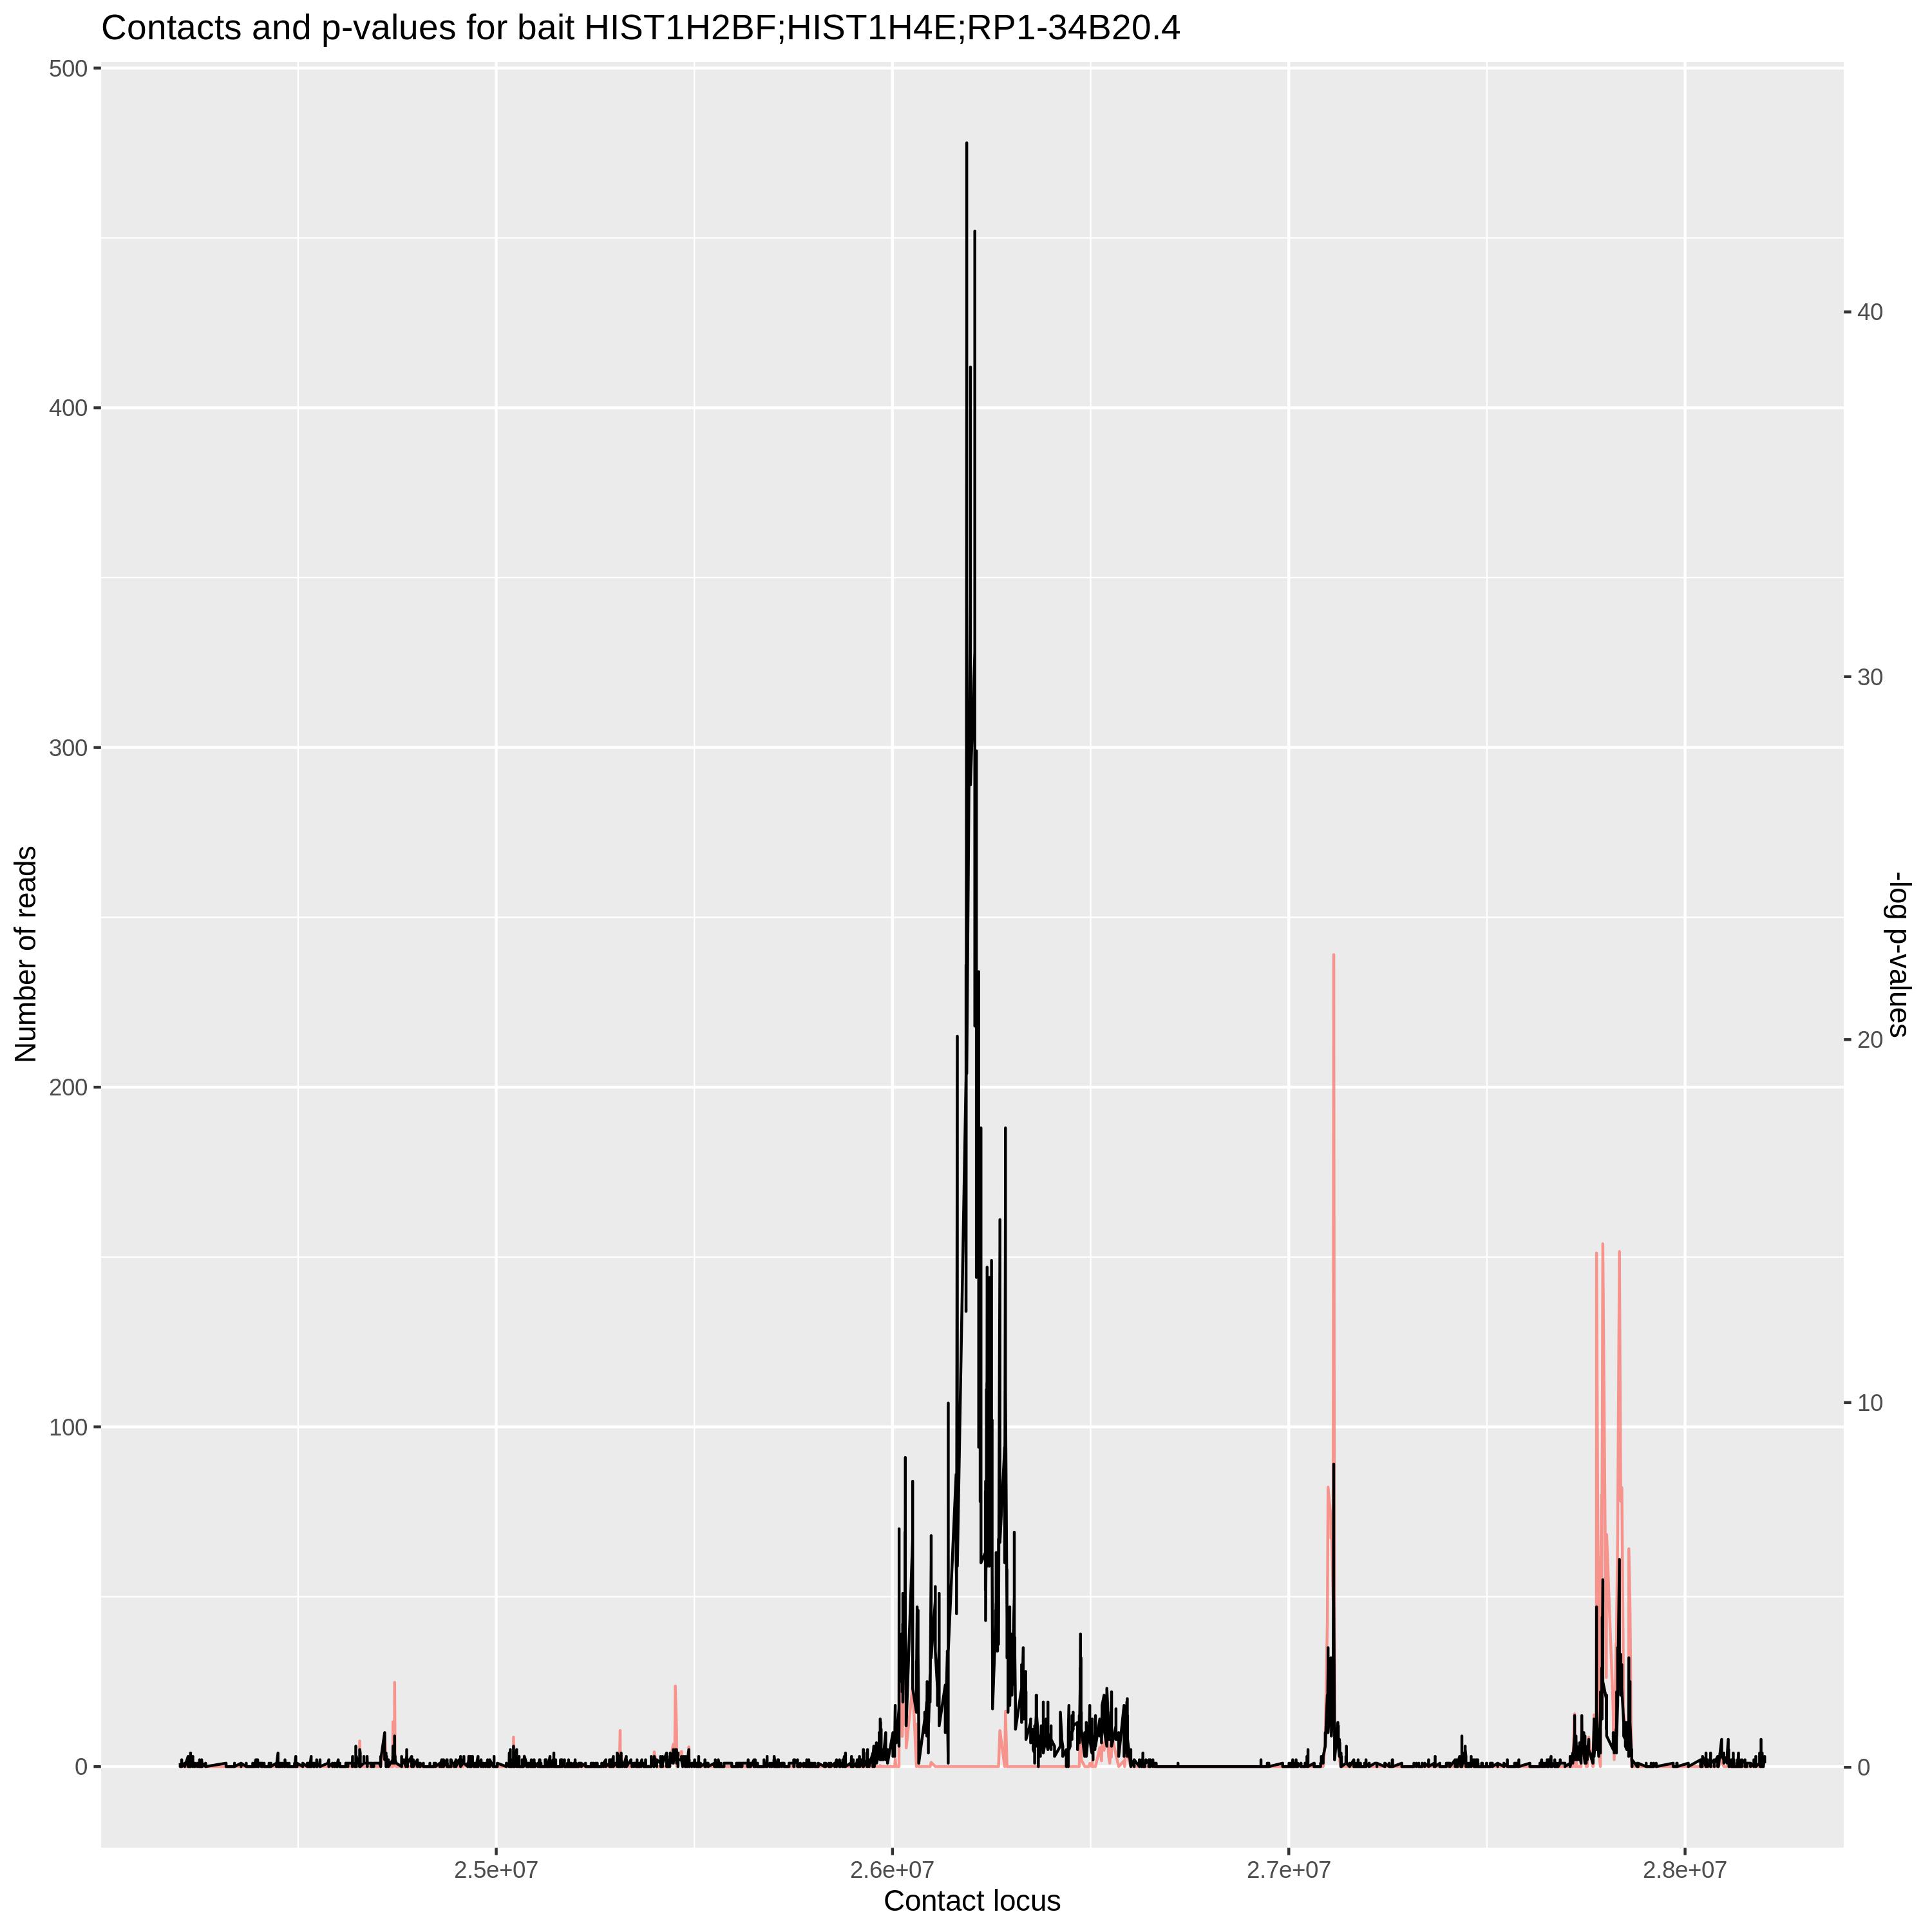 Contacts and p-values for bait HIST1H2BF;HIST1H4E;RP1-34B20.4
500
400
300
200
100
0
Number of reads
40
30
20
10
0
-log p-values
2.5e+07 2.6e+07 2.7e+07 2.8e+07
Contact locus